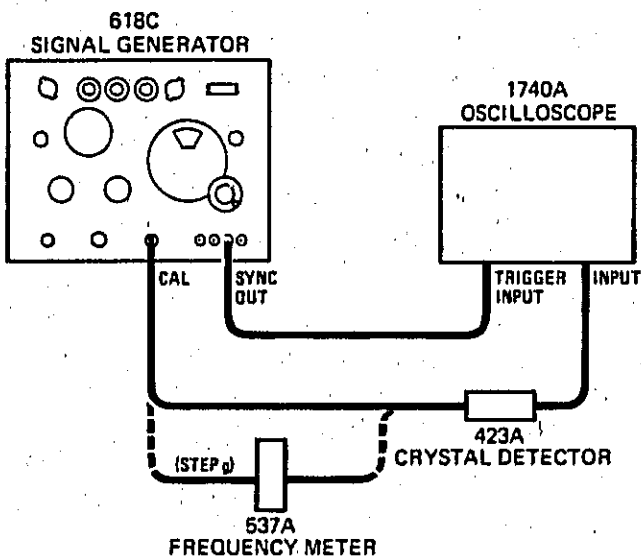 618C
SIGNAL GENERATOR
1740A
OSCILLOSCOPE
CAL
SYNC
OUT
TRIGGER
INPUT
INPUT
423A
CRYSTAL DETECTOR
(STEP g)
537A
FREQUENCY METER